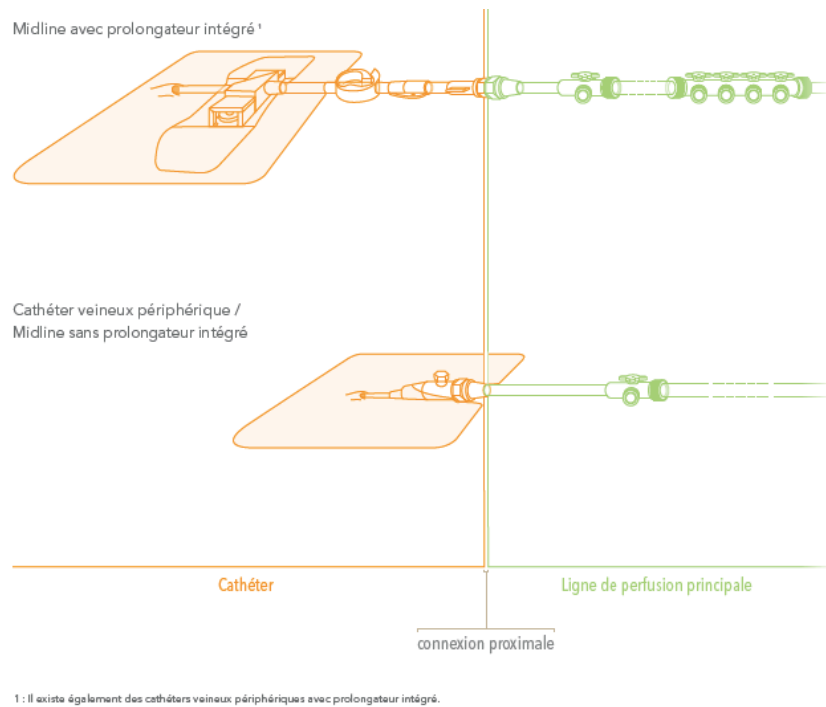 Midline avec prolongateur intégré ¹
Cathéter veineux périphérique /
Midline sans prolongateur intégré
Cathéter
Ligne de perfusion principale
connexion proximale
1 : Il existe également des cathéters veineux périphériques avec prolongateur intégré.